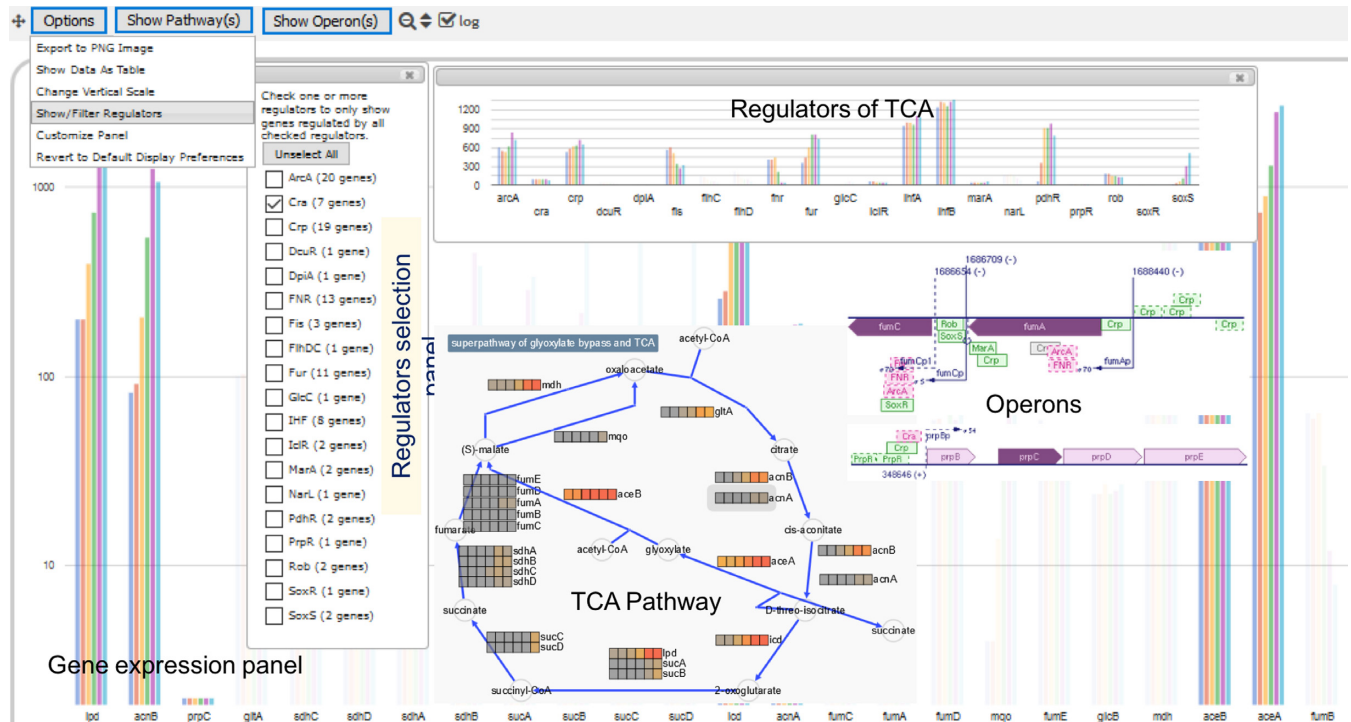 Options
Show Pathway(s)
Show Operon(s)
log
Export to PNG Image
Show Data As Table
Change Vertical Scale
Show/Filter Regulators
Customize Panel
Revert to Default Display Preferences
Check one or more
regulators to only show
genes regulated by all
checked regulators.
Unselect All
ArcA (20 genes)
Cra (7 genes)
Crp (19 genes)
DcuR (1 gene)
DpiA (1 gene)
FNR (13 genes)
Fis (3 genes)
FlhDC (1 gene)
Fur (11 genes)
GlcC (1 gene)
IHF (8 genes)
IclR (2 genes)
MarA (2 genes)
NarL (1 gene)
PdhR (2 genes)
PrpR (1 gene)
Rob (2 genes)
SoxR (1 gene)
SoxS (2 genes)
Regulators selection
panel
Regulators of TCA
1200
900
600
300
0
arcA
cra
crp
dcuR
dpiA
fis
flhC
flhD
fnr
fur
glcC
iclR
ihfA
ihfB
marA
narL
pdhR
prpR
rob
soxR
soxS
1000
100
10
superpathway of glyoxylate bypass and TCA
acetyl-CoA
oxaloacetate
mdh
gltA
mqo
(S)-malate
citrate
acnB
acnA
fumE
fumD
fumA
fumB
fumC
aceB
fumarate
cis-aconitate
acetyl-CoA
glyoxylate
acnB
acnA
sdhA
sdhB
sdhC
sdhD
aceA
TCA Pathway
succinate
D-threo-isocitrate
succinate
sucC
sucD
icd
lpd
sucA
sucB
succinyl-CoA
2-oxoglutarate
1686709 (-)
1686654 (-)
1688440 (-)
Crp
Crp
Crp
fumC
Rob
SoxS
fumA
Crp
Crp
MarA
Crp
ArcA
FNR
fumCp1
fumAp
-70
FNR
ArcA
SoxR
fumCp
Operons
Cra
Crp
PrpR
PrpR
prpBp
54
prpB
prpC
prpD
prpE
348646 (+)
Gene expression panel
lpd
acnB
prpC
gltA
sdhC
sdhD
sdhA
sdhB
sucA
sucB
sucC
sucD
icd
acnA
fumC
fumA
fumD
mqo
fumE
glcB
mdh
aceB
aceA
fumB